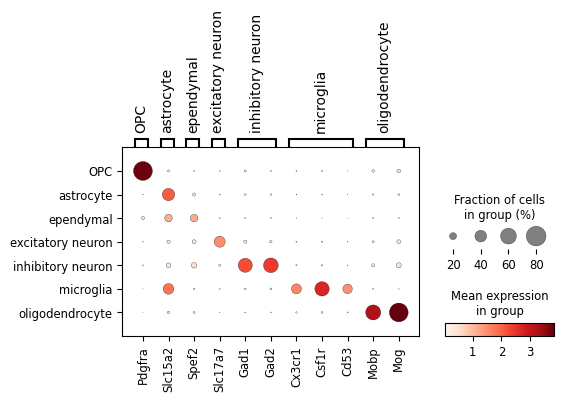 OPC
astrocyte
ependymal
excitatory neuron
inhibitory neuron
microglia
oligodendrocyte
OPC
astrocyte
ependymal
excitatory neuron
inhibitory neuron
microglia
oligodendrocyte
Pdgfra
Slc15a2
Spef2
Slc17a7
Gad1
Gad2
Cx3cr1
Csf1r
Cd53
Mobp
Mog
Fraction of cells
in group (%)
20 40 60 80
Mean expression
in group
1 2 3